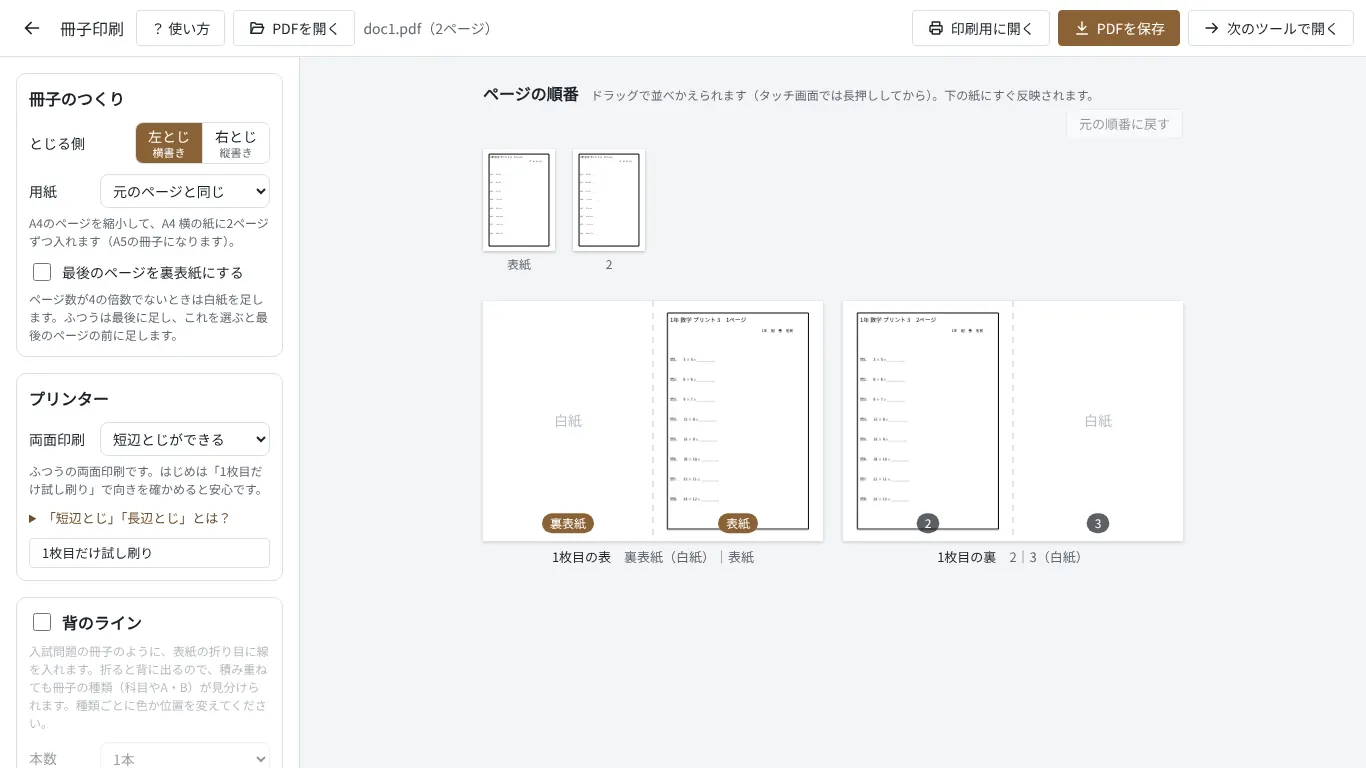 冊子印刷
? 使い方
PDFを開く
doc1.pdf（2ページ）
印刷用に開く
PDFを保存
次のツールで開く
冊子のつくり
とじる側
左とじ
横書き
右とじ
縦書き
用紙
元のページと同じ
A4のページを縮小して、A4 横の紙に2ページ
ずつ入れます（A5の冊子になります）。
最後のページを裏表紙にする
ページ数が4の倍数でないときは白紙を足し
ます。ふつうは最後に足し、これを選ぶと最
後のページの前に足します。
プリンター
両面印刷
短辺とじができる
ふつうの両面印刷です。はじめは「1枚目だ
け試し刷り」で向きを確かめると安心です。
「短辺とじ」「長辺とじ」とは？
1枚目だけ試し刷り
背のライン
入試問題の冊子のように、表紙の折り目に線
を入れます。折ると背に出るので、積み重ね
ても冊子の種類（科目やA・B）が見分けら
れます。種類ごとに色か位置を変えてくださ
い。
本数
1本
ページの順番
ドラッグで並べかえられます（タッチ画面では長押ししてから）。下の紙にすぐ反映されます。
元の順番に戻す
表紙
2
白紙
裏表紙
1年 数学 プリント 3　1ページ
1年　組　番　名前
表紙
1枚目の表　裏表紙（白紙）｜表紙
1年 数学 プリント 3　2ページ
1年　組　番　名前
2
白紙
3
1枚目の裏　2｜3（白紙）